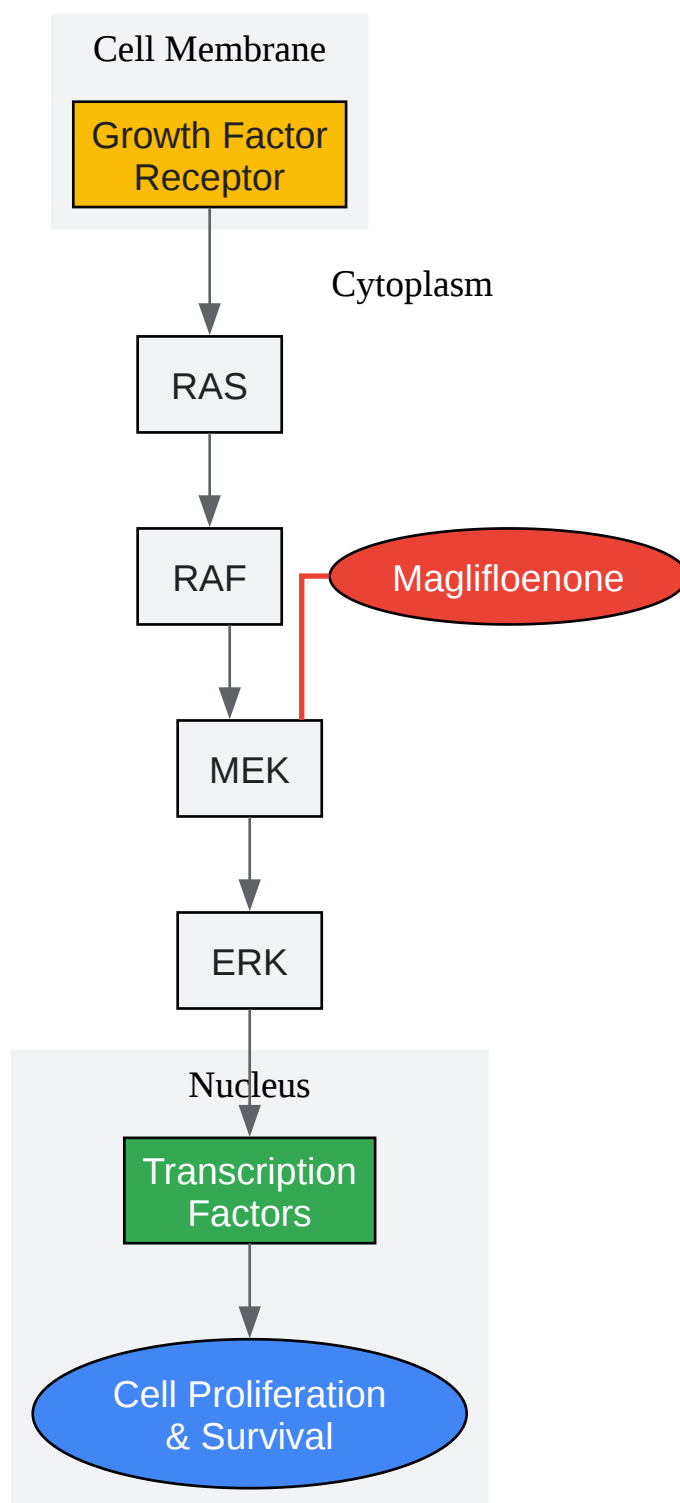 Cell Membrane
Growth Factor
Receptor
Cytoplasm
RAS
RAF
Maglifloenone
MEK
ERK
Nucleus
Transcription
Factors
Cell Proliferation
& Survival